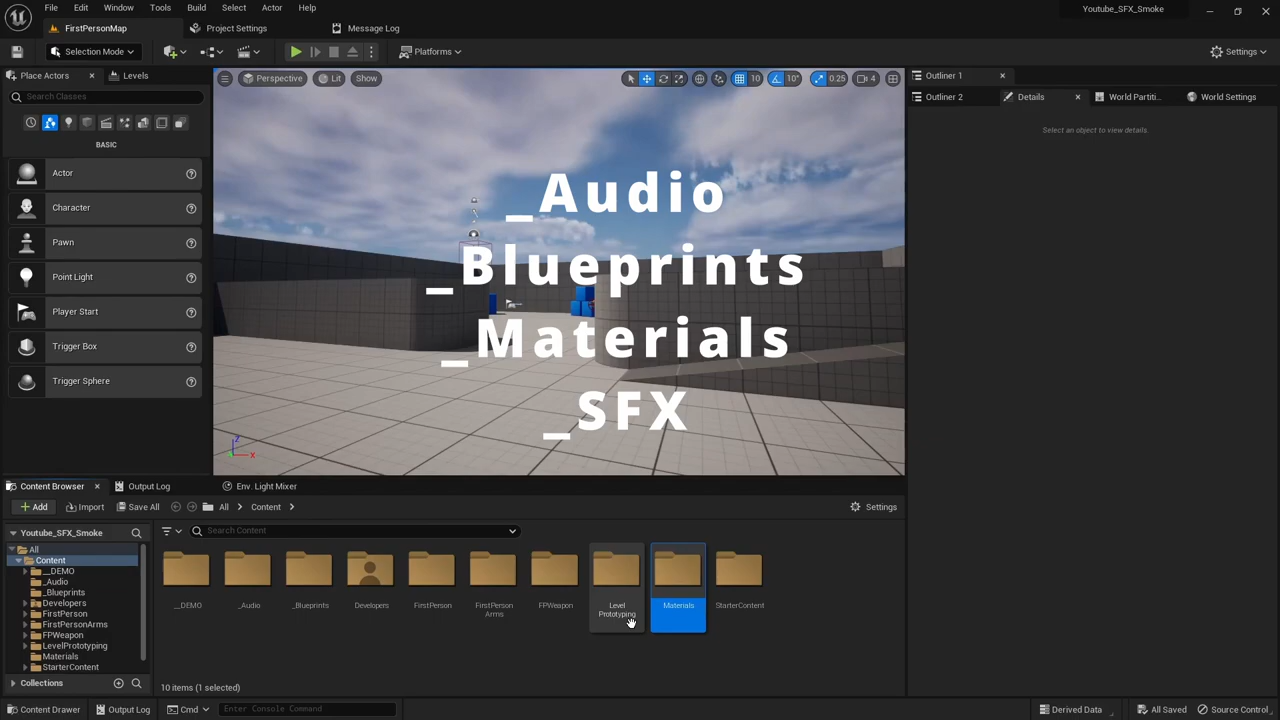 File Edit Window Tools Build Select Actor Help
Youtube_SFX_Smoke
FirstPersonMap Project Settings Message Log
Selection Mode Platforms Settings
Place Actors Levels
Search Classes
BASIC
Actor
Character
Pawn
Point Light
Player Start
Trigger Box
Trigger Sphere
Perspective Lit Show
10 10° 0.25 4
_Audio
_Blueprints
_Materials
_SFX
Z
X
Outliner 1
Outliner 2 Details World Partiti... World Settings
Select an object to view details.
Content Browser Output Log Env. Light Mixer
Add Import Save All All Content Settings
Youtube_SFX_Smoke
Search Content
All
Content
__DEMO
_Audio
_Blueprints
Developers
FirstPerson
FirstPersonArms
FPWeapon
LevelPrototyping
Materials
StarterContent
Collections
__DEMO
_Audio
_Blueprints
Developers
FirstPerson
FirstPerson
Arms
FPWeapon
Level
Prototyping
Materials
StarterContent
10 items (1 selected)
Content Drawer Output Log Cmd Enter Console Command Derived Data All Saved Source Control